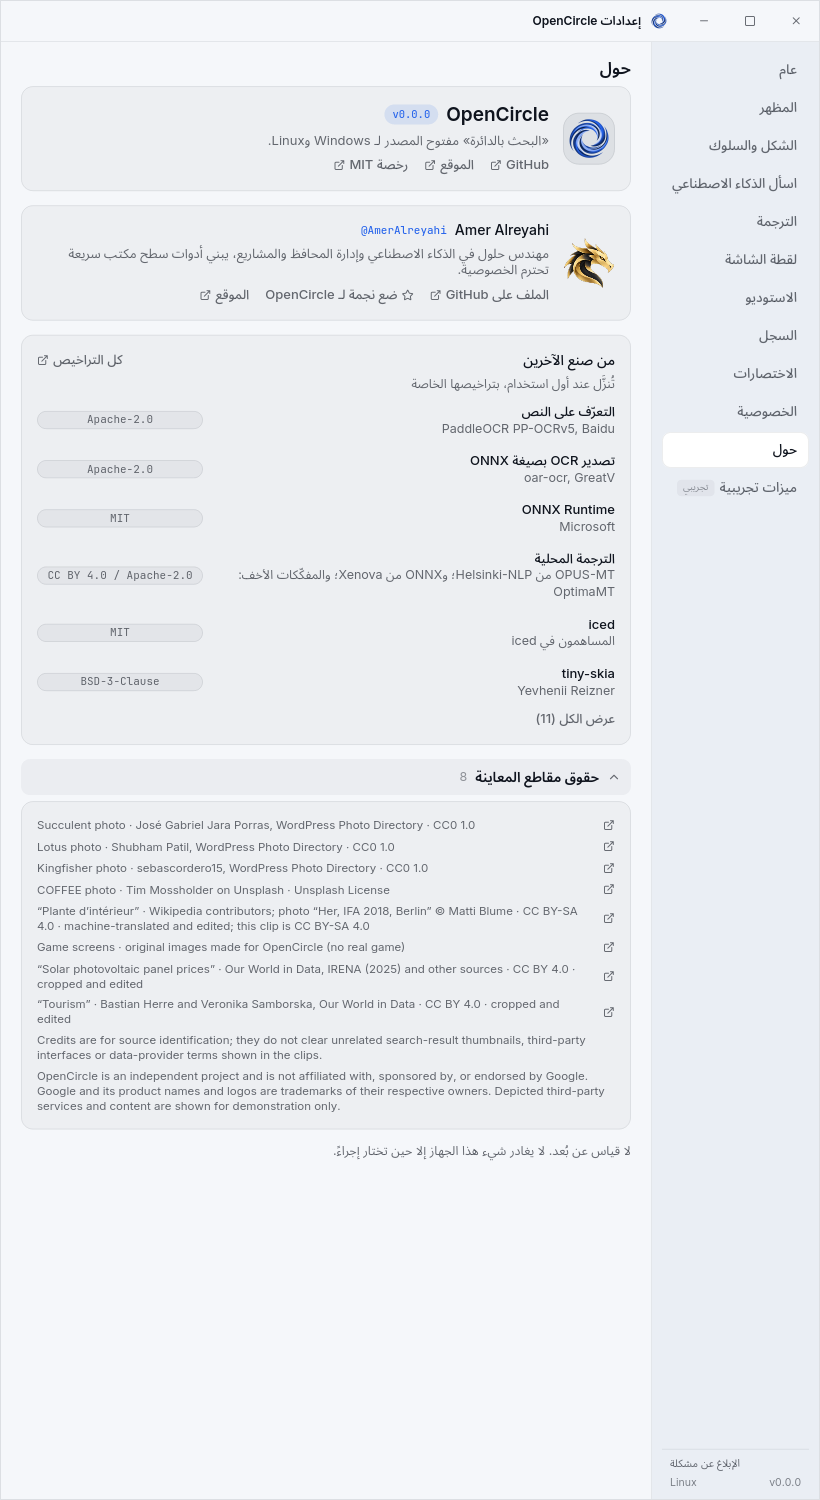 إعدادات OpenCircle
عام
المظهر
الشكل والسلوك
اسأل الذكاء الاصطناعي
الترجمة
لقطة الشاشة
الاستوديو
السجل
الاختصارات
الخصوصية
حول
ميزات تجريبية تجريبي
الإبلاغ عن مشكلة
v0.0.0 Linux
حول
OpenCircle v0.0.0
«البحث بالدائرة» مفتوح المصدر لـ Windows وLinux.
GitHub الموقع رخصة MIT
Amer Alreyahi @AmerAlreyahi
مهندس حلول في الذكاء الاصطناعي وإدارة المحافظ والمشاريع، يبني أدوات سطح مكتب سريعة
تحترم الخصوصية.
الملف على GitHub ضع نجمة لـ OpenCircle الموقع
من صنع الآخرين كل التراخيص
تُنزَّل عند أول استخدام، بتراخيصها الخاصة
التعرّف على النص
PaddleOCR PP-OCRv5, Baidu
Apache-2.0
تصدير OCR بصيغة ONNX
oar-ocr, GreatV
Apache-2.0
ONNX Runtime
Microsoft
MIT
الترجمة المحلية
OPUS-MT من Helsinki-NLP؛ وONNX من Xenova؛ والمفكّكات الأخف:
OptimaMT
CC BY 4.0 / Apache-2.0
iced
المساهمون في iced
MIT
tiny-skia
Yevhenii Reizner
BSD-3-Clause
عرض الكل (11)
حقوق مقاطع المعاينة 8
Succulent photo · José Gabriel Jara Porras, WordPress Photo Directory · CC0 1.0
Lotus photo · Shubham Patil, WordPress Photo Directory · CC0 1.0
Kingfisher photo · sebascordero15, WordPress Photo Directory · CC0 1.0
COFFEE photo · Tim Mossholder on Unsplash · Unsplash License
“Plante d’intérieur” · Wikipedia contributors; photo “Her, IFA 2018, Berlin” © Matti Blume · CC BY-SA
4.0 · machine-translated and edited; this clip is CC BY-SA 4.0
Game screens · original images made for OpenCircle (no real game)
“Solar photovoltaic panel prices” · Our World in Data, IRENA (2025) and other sources · CC BY 4.0 ·
cropped and edited
“Tourism” · Bastian Herre and Veronika Samborska, Our World in Data · CC BY 4.0 · cropped and
edited
Credits are for source identification; they do not clear unrelated search-result thumbnails, third-party
interfaces or data-provider terms shown in the clips.
OpenCircle is an independent project and is not affiliated with, sponsored by, or endorsed by Google.
Google and its product names and logos are trademarks of their respective owners. Depicted third-party
services and content are shown for demonstration only.
لا قياس عن بُعد. لا يغادر شيء هذا الجهاز إلا حين تختار إجراءً.